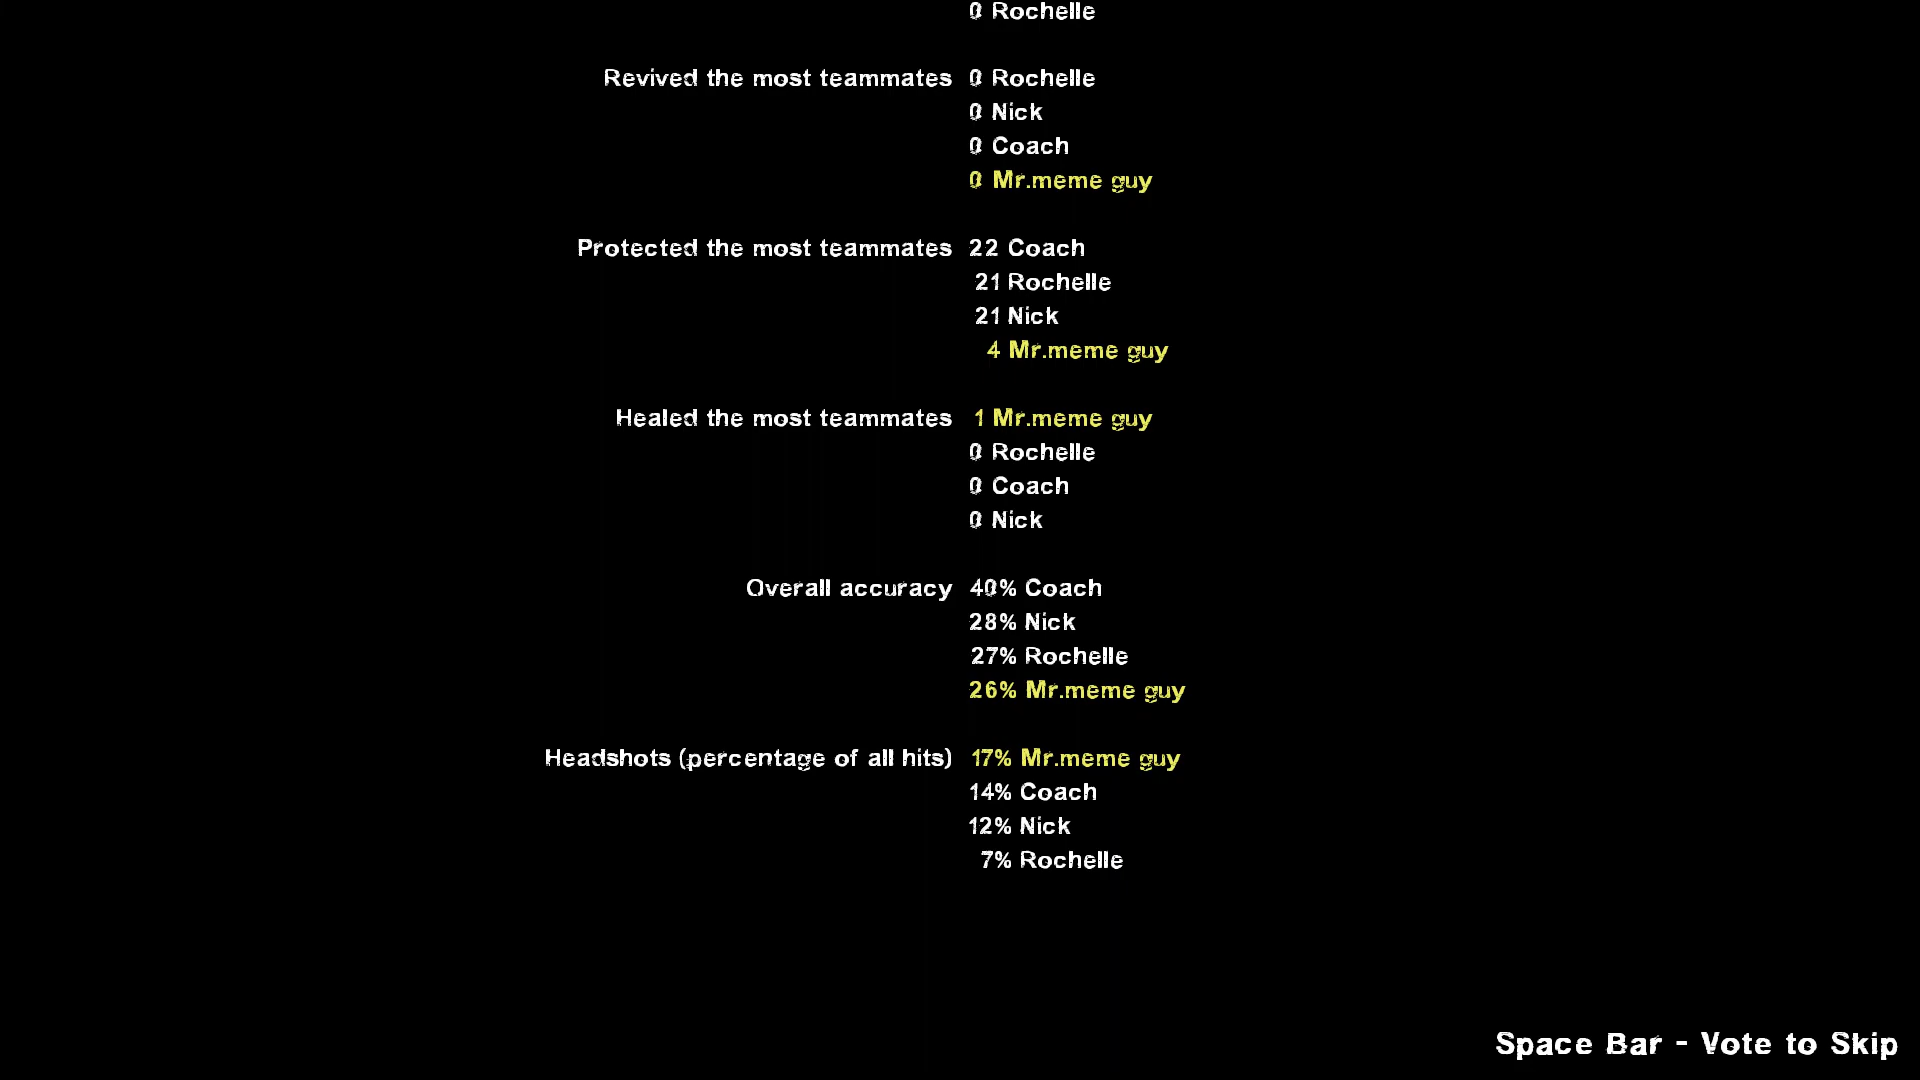 0 Rochelle
Revived the most teammates 0 Rochelle
0 Nick
0 Coach
0 Mr.meme guy
Protected the most teammates 22 Coach
21 Rochelle
21 Nick
4 Mr.meme guy
Healed the most teammates 1 Mr.meme guy
0 Rochelle
0 Coach
0 Nick
Overall accuracy 40% Coach
28% Nick
27% Rochelle
26% Mr.meme guy
Headshots (percentage of all hits) 17% Mr.meme guy
14% Coach
12% Nick
7% Rochelle
Space Bar - Vote to Skip